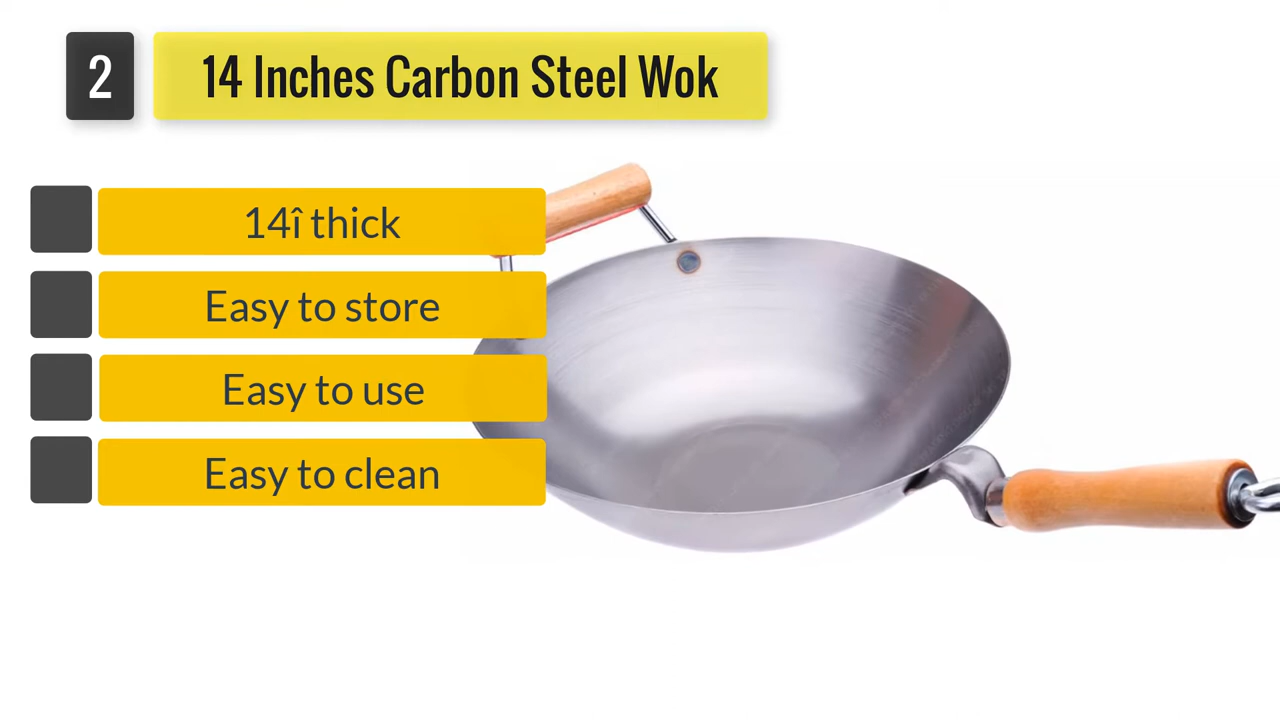 2
14 Inches Carbon Steel Wok
14î thick
Easy to store
Easy to use
Easy to clean